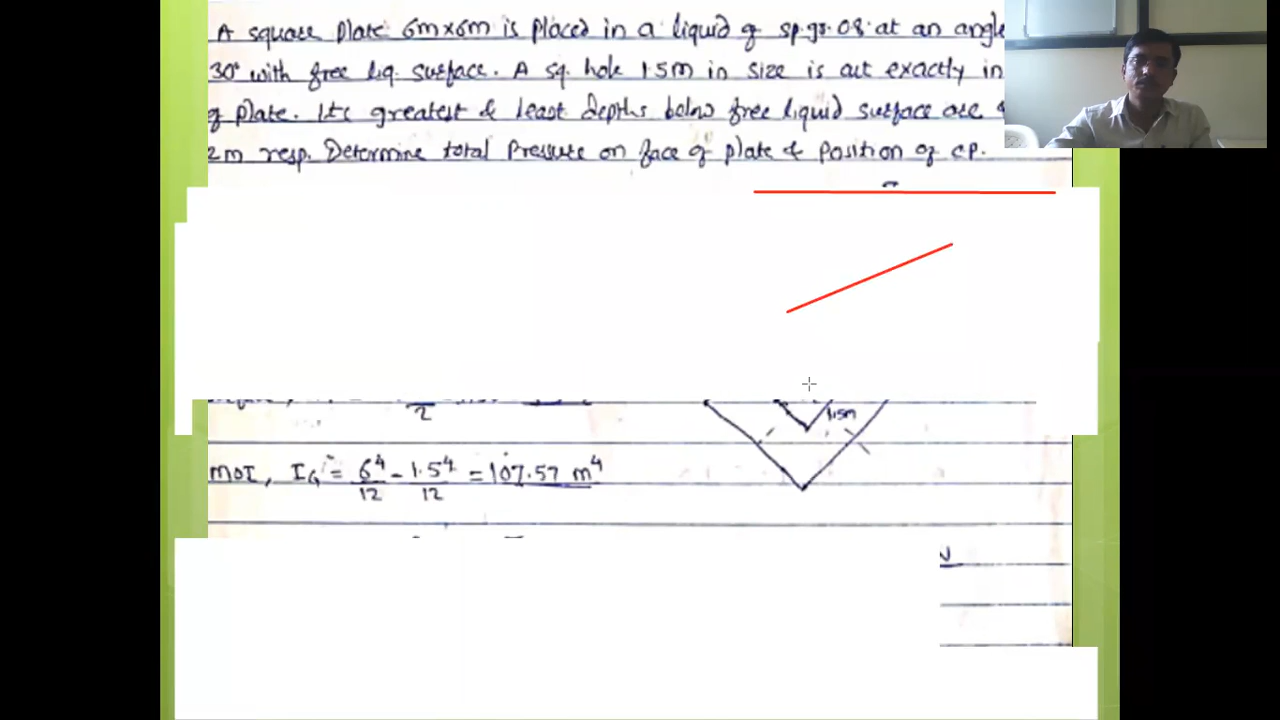 A square plate 6m x 6m is placed in a liquid of sp.gr. 0.8 at an angle
30° with free liq. surface. A sq. hole 1.5m in size is cut exactly in
of plate. Its greatest & least depths below free liquid surface are
2m resp. Determine total Pressure on face of plate & position of CP.
2
1.5m
MOI, IG = 6⁴/12 - 1.5⁴/12 = 107.57 m⁴